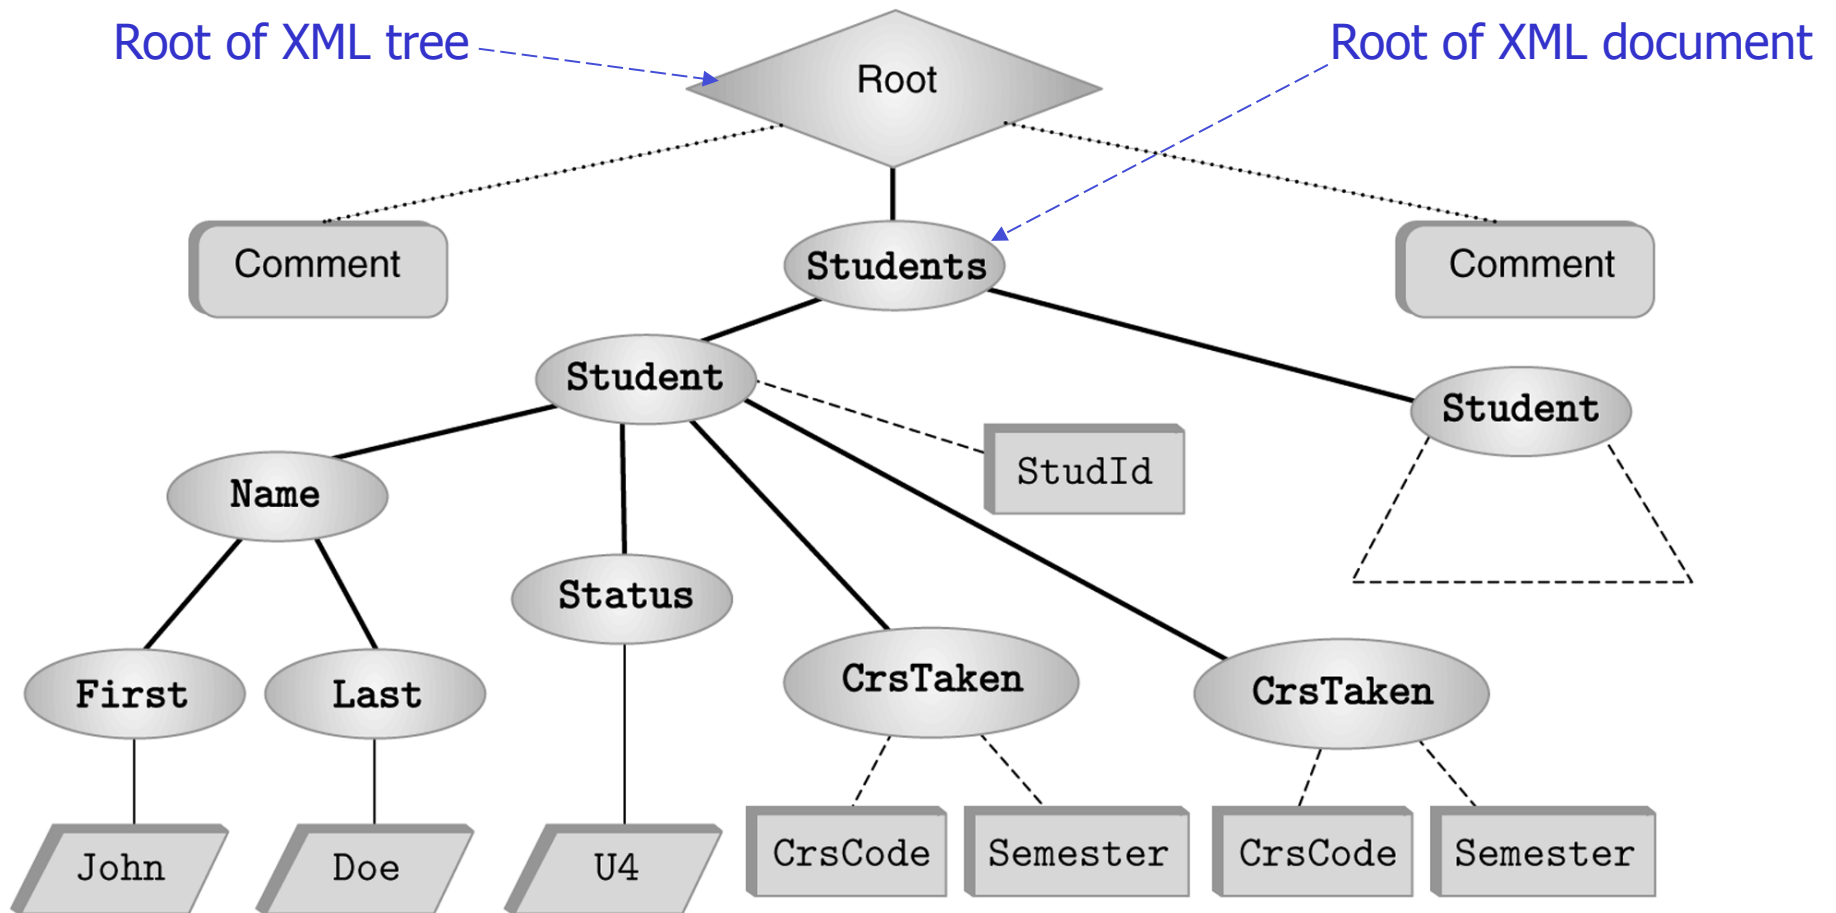 Root of XML tree
Root
Root of XML document
Comment
Students
Comment
Student
Student
StudId
Name
Status
First
Last
CrsTaken
CrsTaken
John
Doe
U4
CrsCode
Semester
CrsCode
Semester